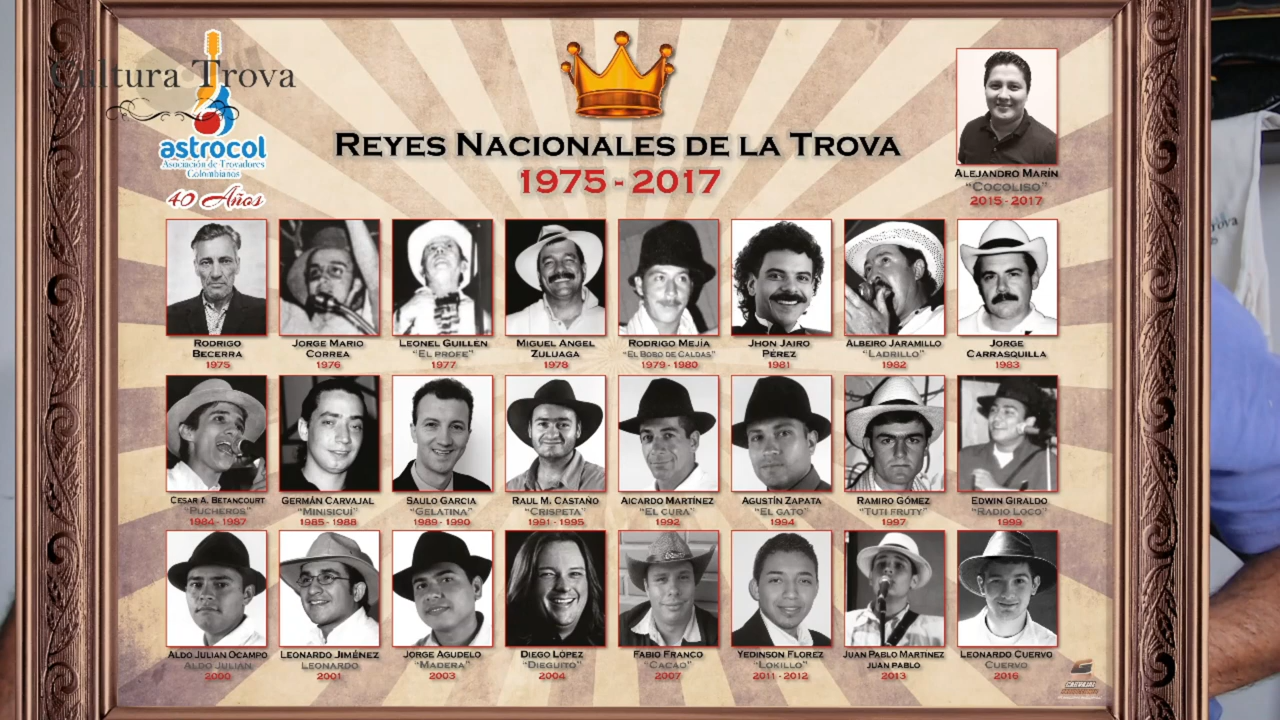 Cultura Trova
astrocol
Asociación de Trovadores
Colombianos
40 Años
REYES NACIONALES DE LA TROVA
1975 - 2017
ALEJANDRO MARÍN
"COCOLISO"
2015 - 2017
RODRIGO
BECERRA
1975
JORGE MARIO
CORREA
1976
LEONEL GUILLEN
"EL PROFE"
1977
MIGUEL ANGEL
ZULUAGA
1978
RODRIGO MEJÍA
"EL BOBO DE CALDAS"
1979 - 1980
JHON JAIRO
PÉREZ
1981
ALBEIRO JARAMILLO
"LADRILLO"
1982
JORGE
CARRASQUILLA
1983
CESAR A. BETANCOURT
"PUCHEROS"
1984 - 1987
GERMÁN CARVAJAL
"MINISICUÍ"
1985 - 1988
SAULO GARCIA
"GELATINA"
1989 - 1990
RAUL M. CASTAÑO
"CRISPETA"
1991 - 1995
AICARDO MARTÍNEZ
"EL CURA"
1992
AGUSTÍN ZAPATA
"EL GATO"
1994
RAMIRO GÓMEZ
"TUTI FRUTY"
1997
EDWIN GIRALDO
"RADIO LOCO"
1999
ALDO JULIAN OCAMPO
ALDO JULIAN
2000
LEONARDO JIMÉNEZ
LEONARDO
2001
JORGE AGUDELO
"MADERA"
2003
DIEGO LÓPEZ
"DIEGUITO"
2004
FABIO FRANCO
"CACAO"
2007
YEDINSON FLOREZ
"LOKILLO"
2011 - 2012
JUAN PABLO MARTINEZ
JUAN PABLO
2013
LEONARDO CUERVO
CUERVO
2016
CARVAJAL